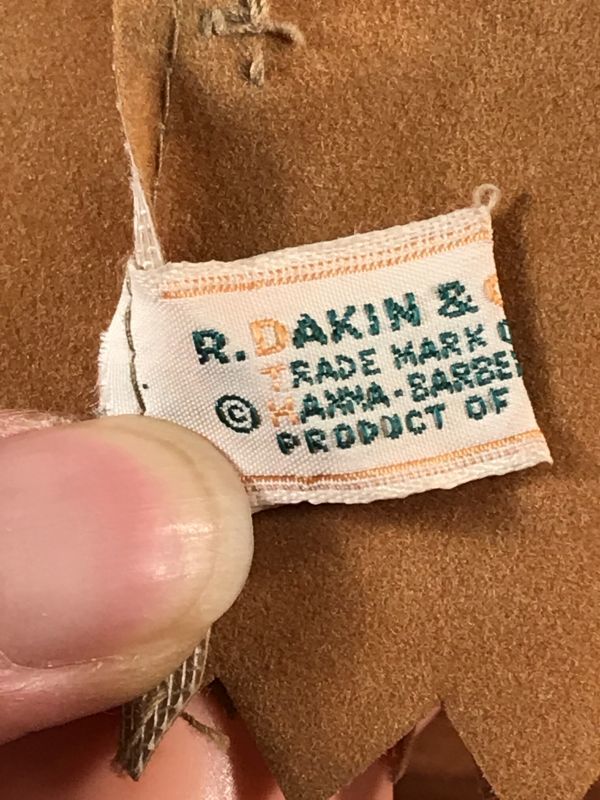 R. DAKIN & C
TRADE MARK O
© HANNA-BARBE
PRODUCT OF